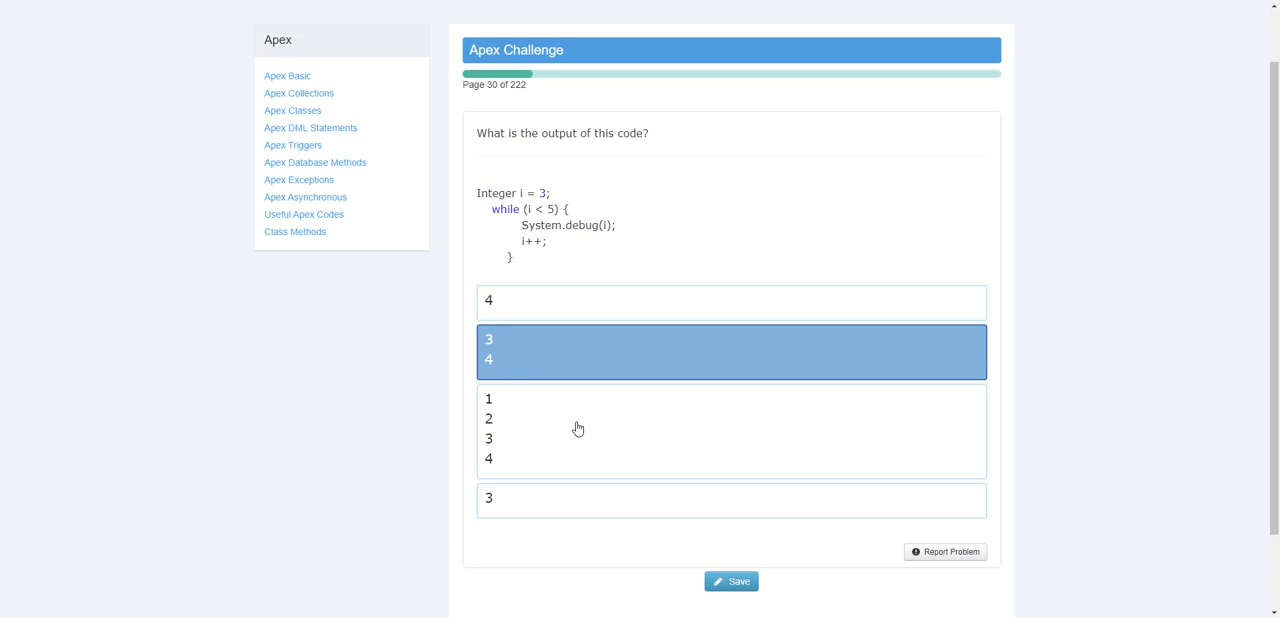 Apex
Apex Basic
Apex Collections
Apex Classes
Apex DML Statements
Apex Triggers
Apex Database Methods
Apex Exceptions
Apex Asynchronous
Useful Apex Codes
Class Methods
Apex Challenge
Page 30 of 222
What is the output of this code?
Integer i = 3;
while (i < 5) {
System.debug(i);
i++;
}
4
3
4
1
2
3
4
3
Report Problem
Save